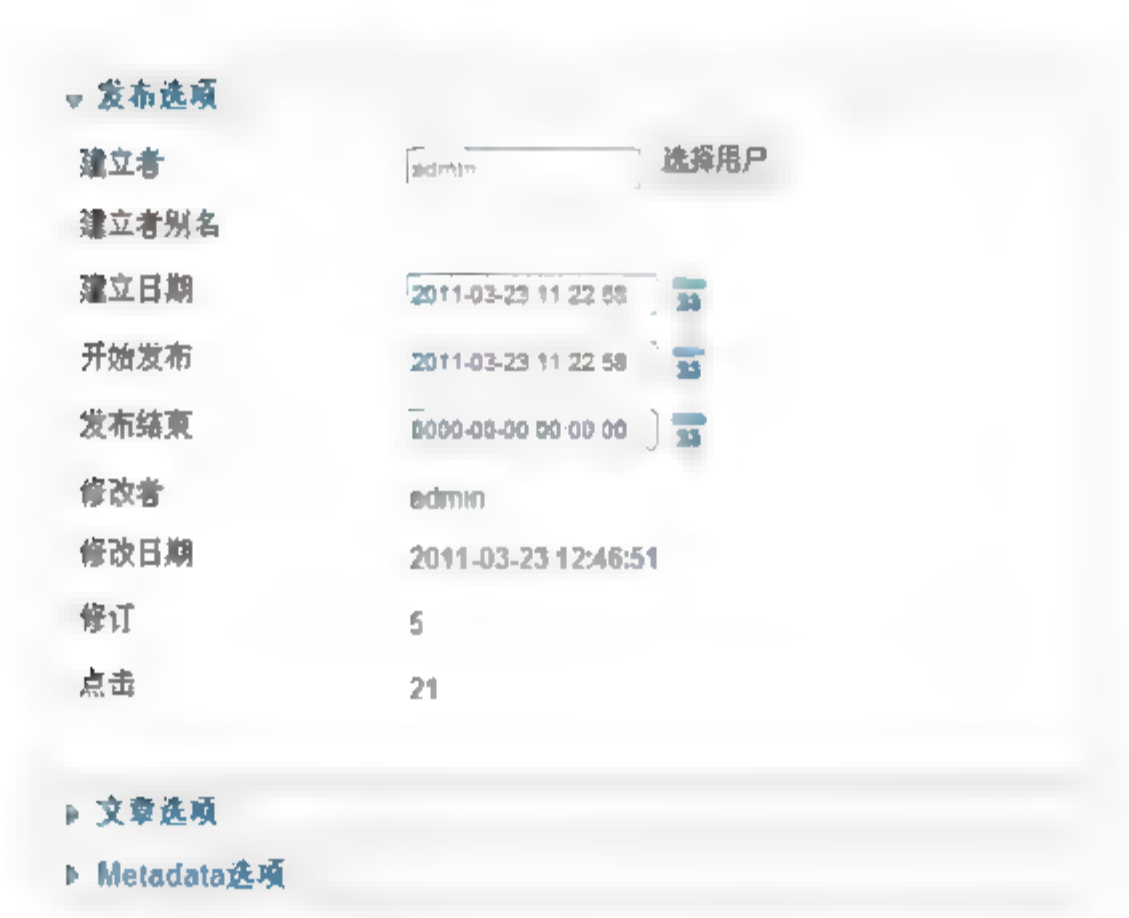 发布选项
建立者 admin 选择用户
建立者别名
建立日期 2011-03-23 11 22 58 23
开始发布 2011-03-23 11 22 58 23
发布结束 0000-00-00 00 00 00 23
修改者 admin
修改日期 2011-03-23 12:46:51
修订 5
点击 21
文章选项
Metadata选项